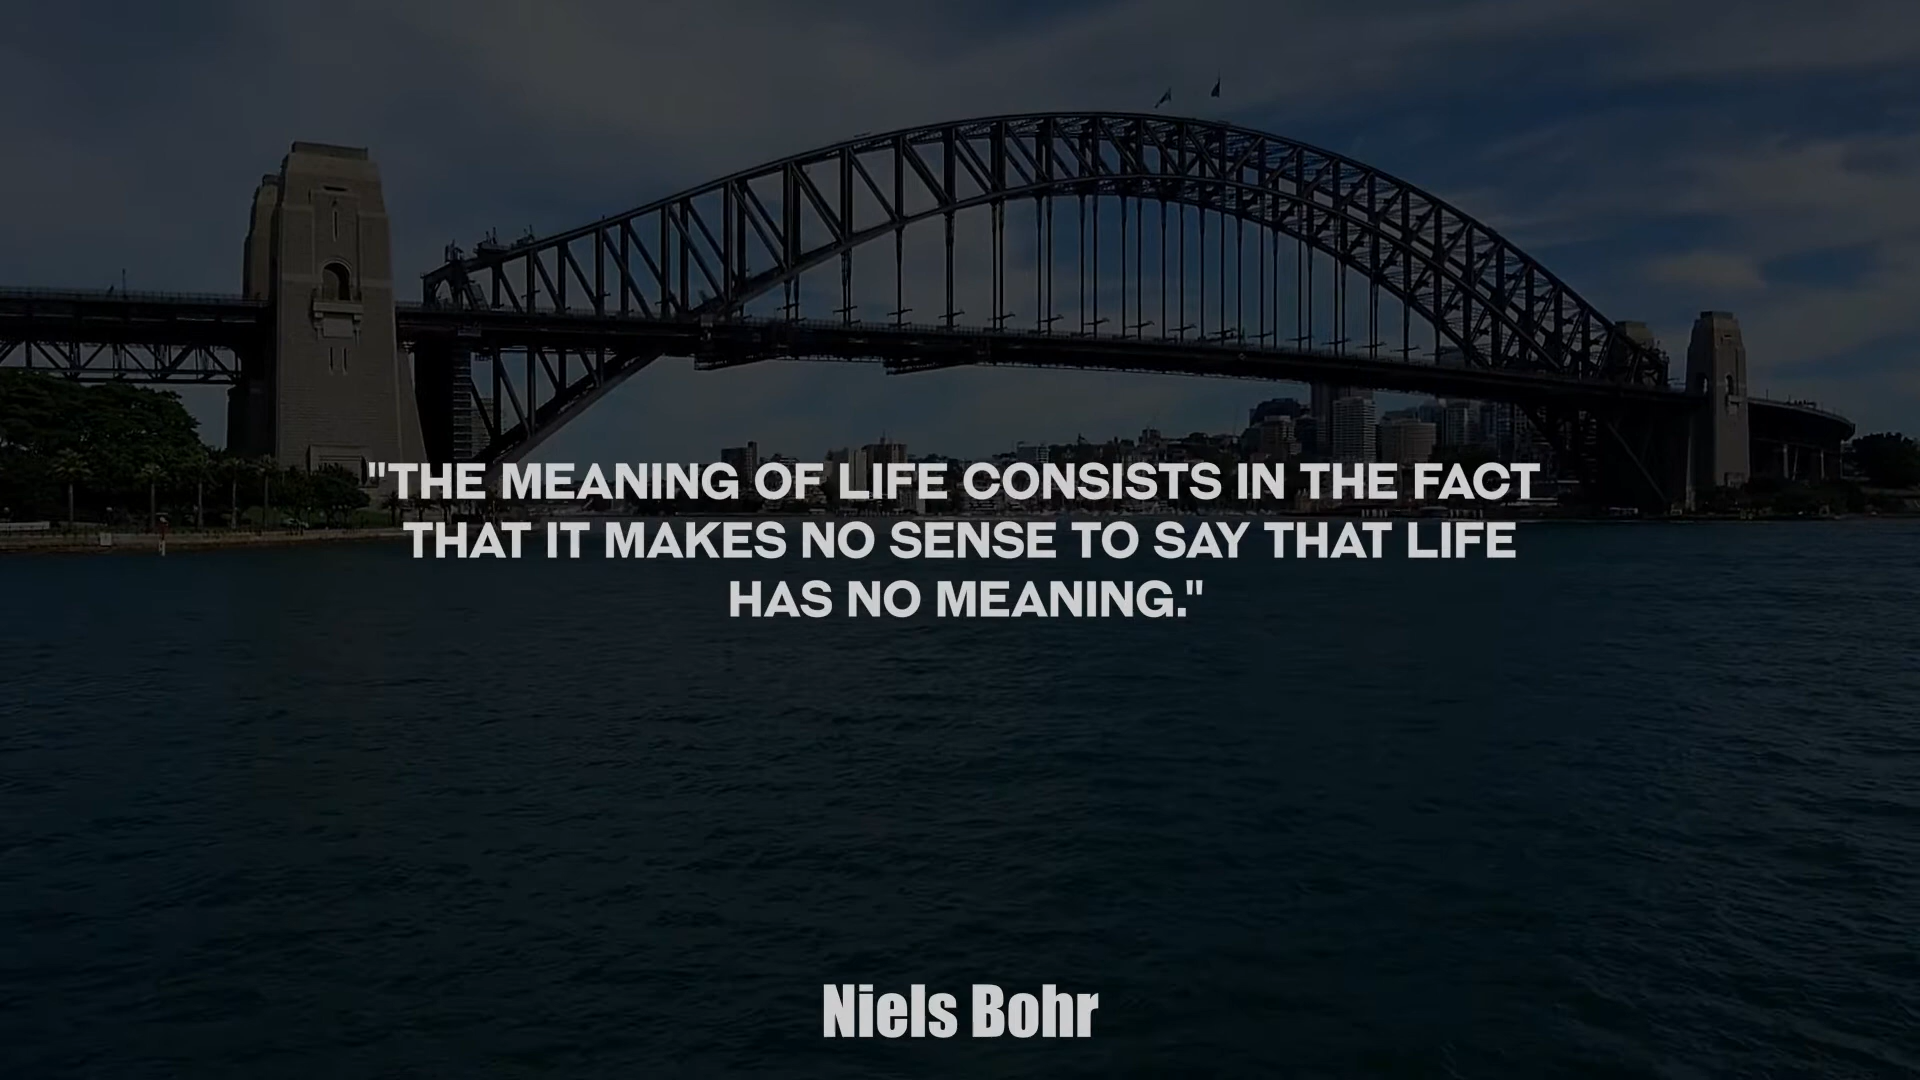 "THE MEANING OF LIFE CONSISTS IN THE FACT
THAT IT MAKES NO SENSE TO SAY THAT LIFE
HAS NO MEANING."
Niels Bohr